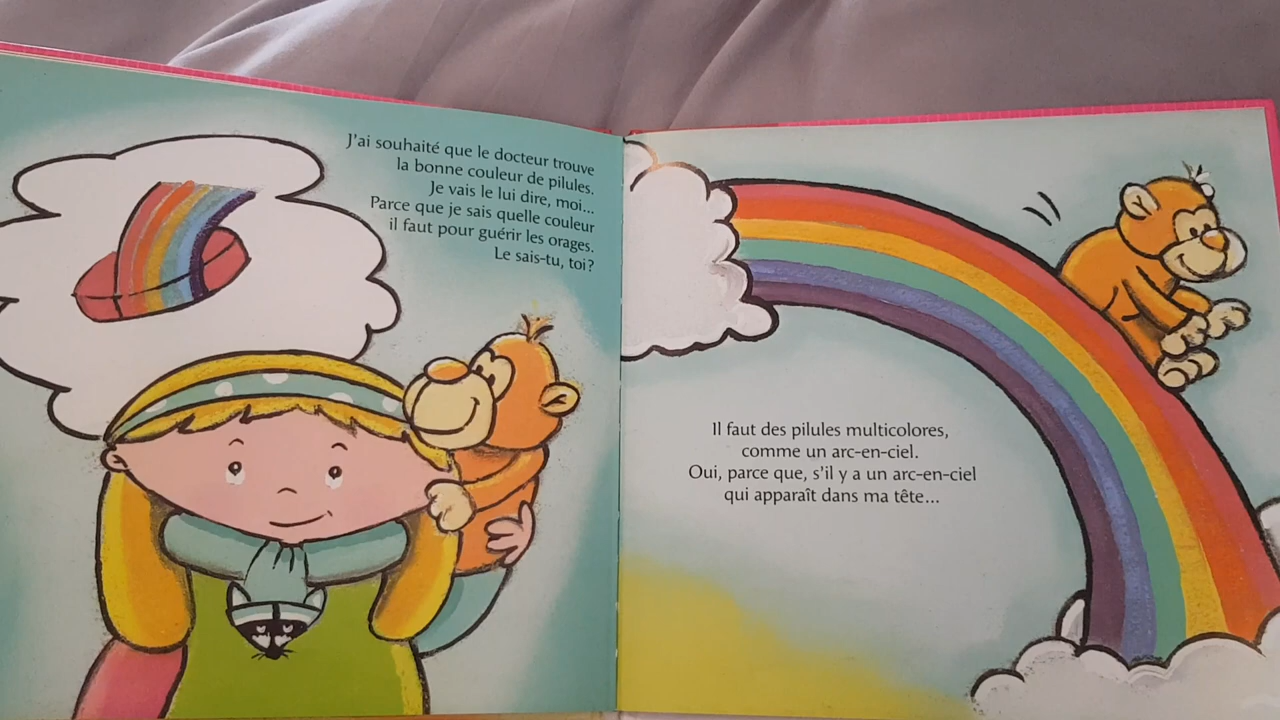 J'ai souhaité que le docteur trouve
la bonne couleur de pilules.
Je vais le lui dire, moi...
Parce que je sais quelle couleur
il faut pour guérir les orages.
Le sais-tu, toi?
Il faut des pilules multicolores,
comme un arc-en-ciel.
Oui, parce que, s'il y a un arc-en-ciel
qui apparaît dans ma tête...